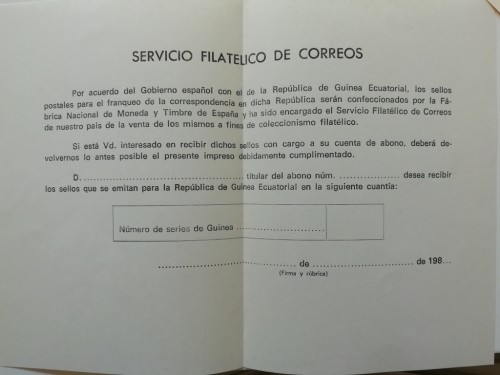 SERVICIO FILATELICO DE CORREOS
Por acuerdo del Gobierno español con el de la República de Guinea Ecuatorial, los sellos
postales para el franqueo de la correspondencia en dicha República serán confeccionados por la Fá-
brica Nacional de Moneda y Timbre de España y ha sido encargado el Servicio Filatélico de Correos
de nuestro país de la venta de los mismos a fines de coleccionismo filatélico.
Si está Vd. interesado en recibir dichos sellos con cargo a su cuenta de abono, deberá de-
volvernos lo antes posible el presente impreso debidamente cumplimentado.
D. ................................................ titular del abono núm. .................... desea recibir
los sellos que se emitan para la República de Guinea Ecuatorial en la siguiente cuantía:
Número de series de Guinea ..........................
........................................ de ........................................ de 198...
(Firma y rúbrica)